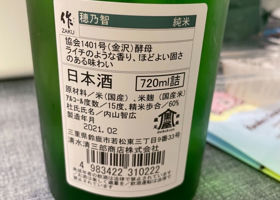 作 穂乃智 純米
ZAKU
協会1401号(金沢)酵母
ライチのような香り、ほどよい固さ
のある味わい
日本酒 720ml詰
原材料/米(国産)、米麹(国産米)
アルコール度数/15度、精米歩合/60%
杜氏氏名/内山智広
製造年月
2021.02
三重県鈴鹿市若松東三丁目9番33号
清水清三郎商店株式会社
4 983422 310222